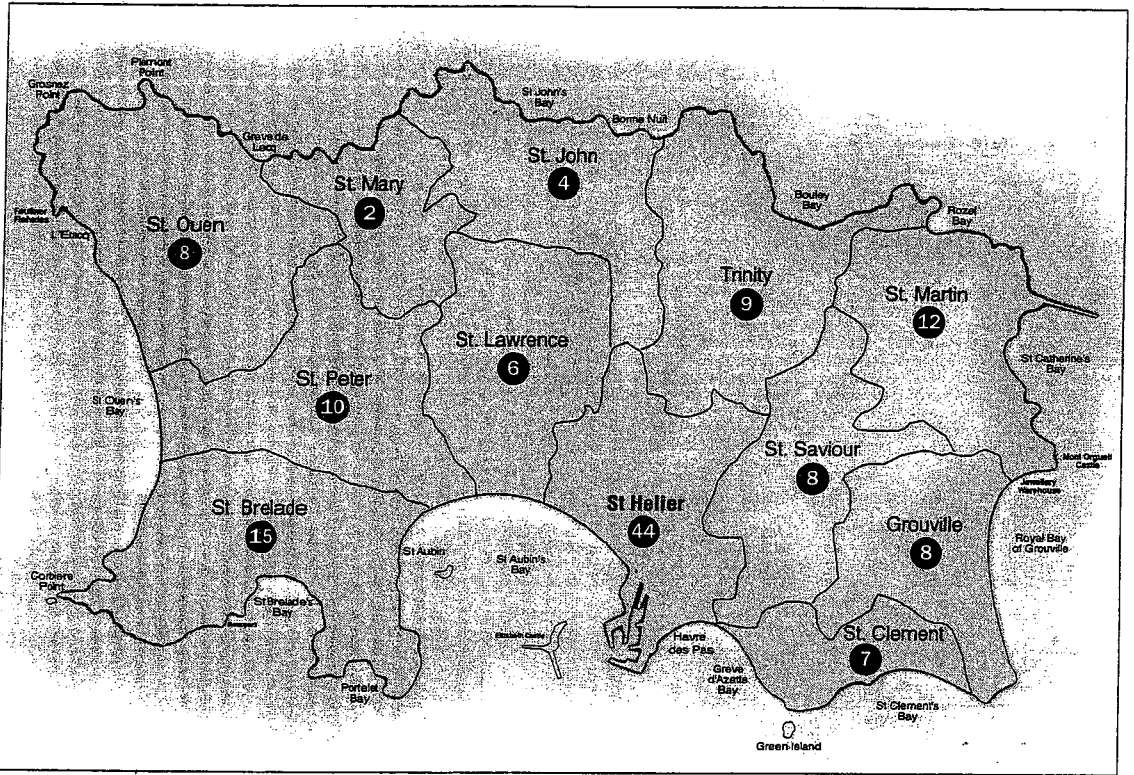 Plemont
Point
Grosnez
Point
Greve de
Lecq
St John's
Bay
Bonne Nuit
St. John
4
St. Mary
2
Bouley
Bay
Rozel
Bay
L'Etacq
St. Ouen
8
Trinity
9
St. Martin
12
St. Lawrence
6
St. Peter
10
St Catherine's
Bay
St Ouen's
Bay
St. Saviour
8
Mont Orgueil
Castle
Jewellery
Warehouse
St. Brelade
15
St Helier
44
Grouville
8
Royal Bay
of Grouville
St Aubin
St Aubin's
Bay
Corbiere
Point
St Brelade's
Bay
Elizabeth Castle
Havre
des Pas
St. Clement
7
Greve
d'Azette
Bay
Portelet
Bay
St Clement's
Bay
Green Island